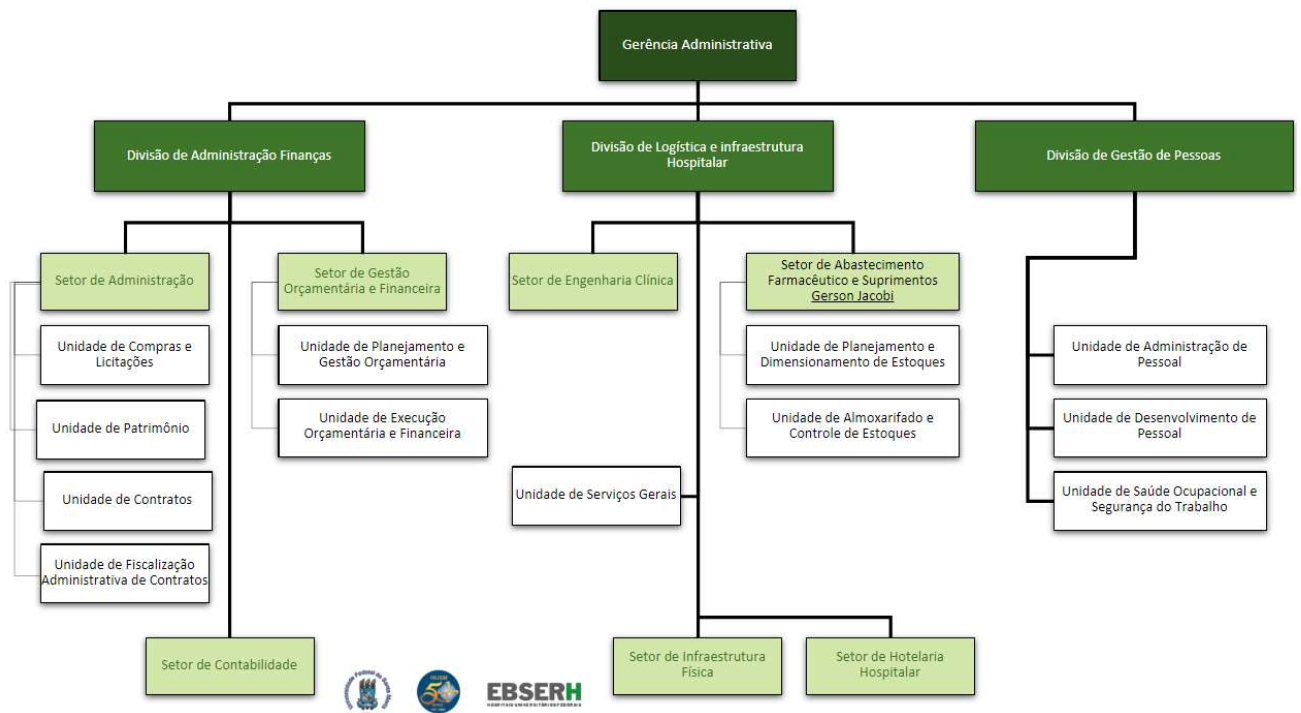 Gerência Administrativa
Divisão de Administração Finanças
Divisão de Logística e infraestrutura
Hospitalar
Divisão de Gestão de Pessoas
Setor de Administração
Setor de Gestão
Orçamentária e Financeira
Setor de Engenharia Clínica
Setor de Abastecimento
Farmacêutico e Suprimentos
Gerson Jacobi
Unidade de Compras e
Licitações
Unidade de Planejamento e
Gestão Orçamentária
Unidade de Planejamento e
Dimensionamento de Estoques
Unidade de Administração de
Pessoal
Unidade de Patrimônio
Unidade de Execução
Orçamentária e Financeira
Unidade de Almoxarifado e
Controle de Estoques
Unidade de Desenvolvimento de
Pessoal
Unidade de Contratos
Unidade de Serviços Gerais
Unidade de Saúde Ocupacional e
Segurança do Trabalho
Unidade de Fiscalização
Administrativa de Contratos
Setor de Contabilidade
Setor de Infraestrutura
Física
Setor de Hotelaria
Hospitalar
50
EBSERH
HOSPITAIS UNIVERSITÁRIOS FEDERAIS